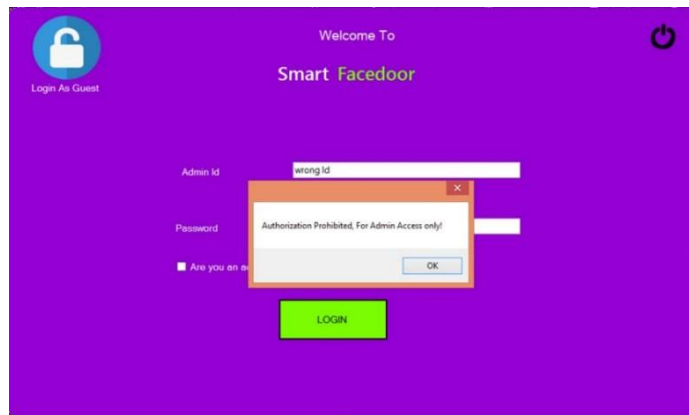 Welcome To
Smart Facedoor
Login As Guest
Admin Id
wrong Id
Authorization Prohibited, For Admin Access only!
Password
Are you an
OK
LOGIN